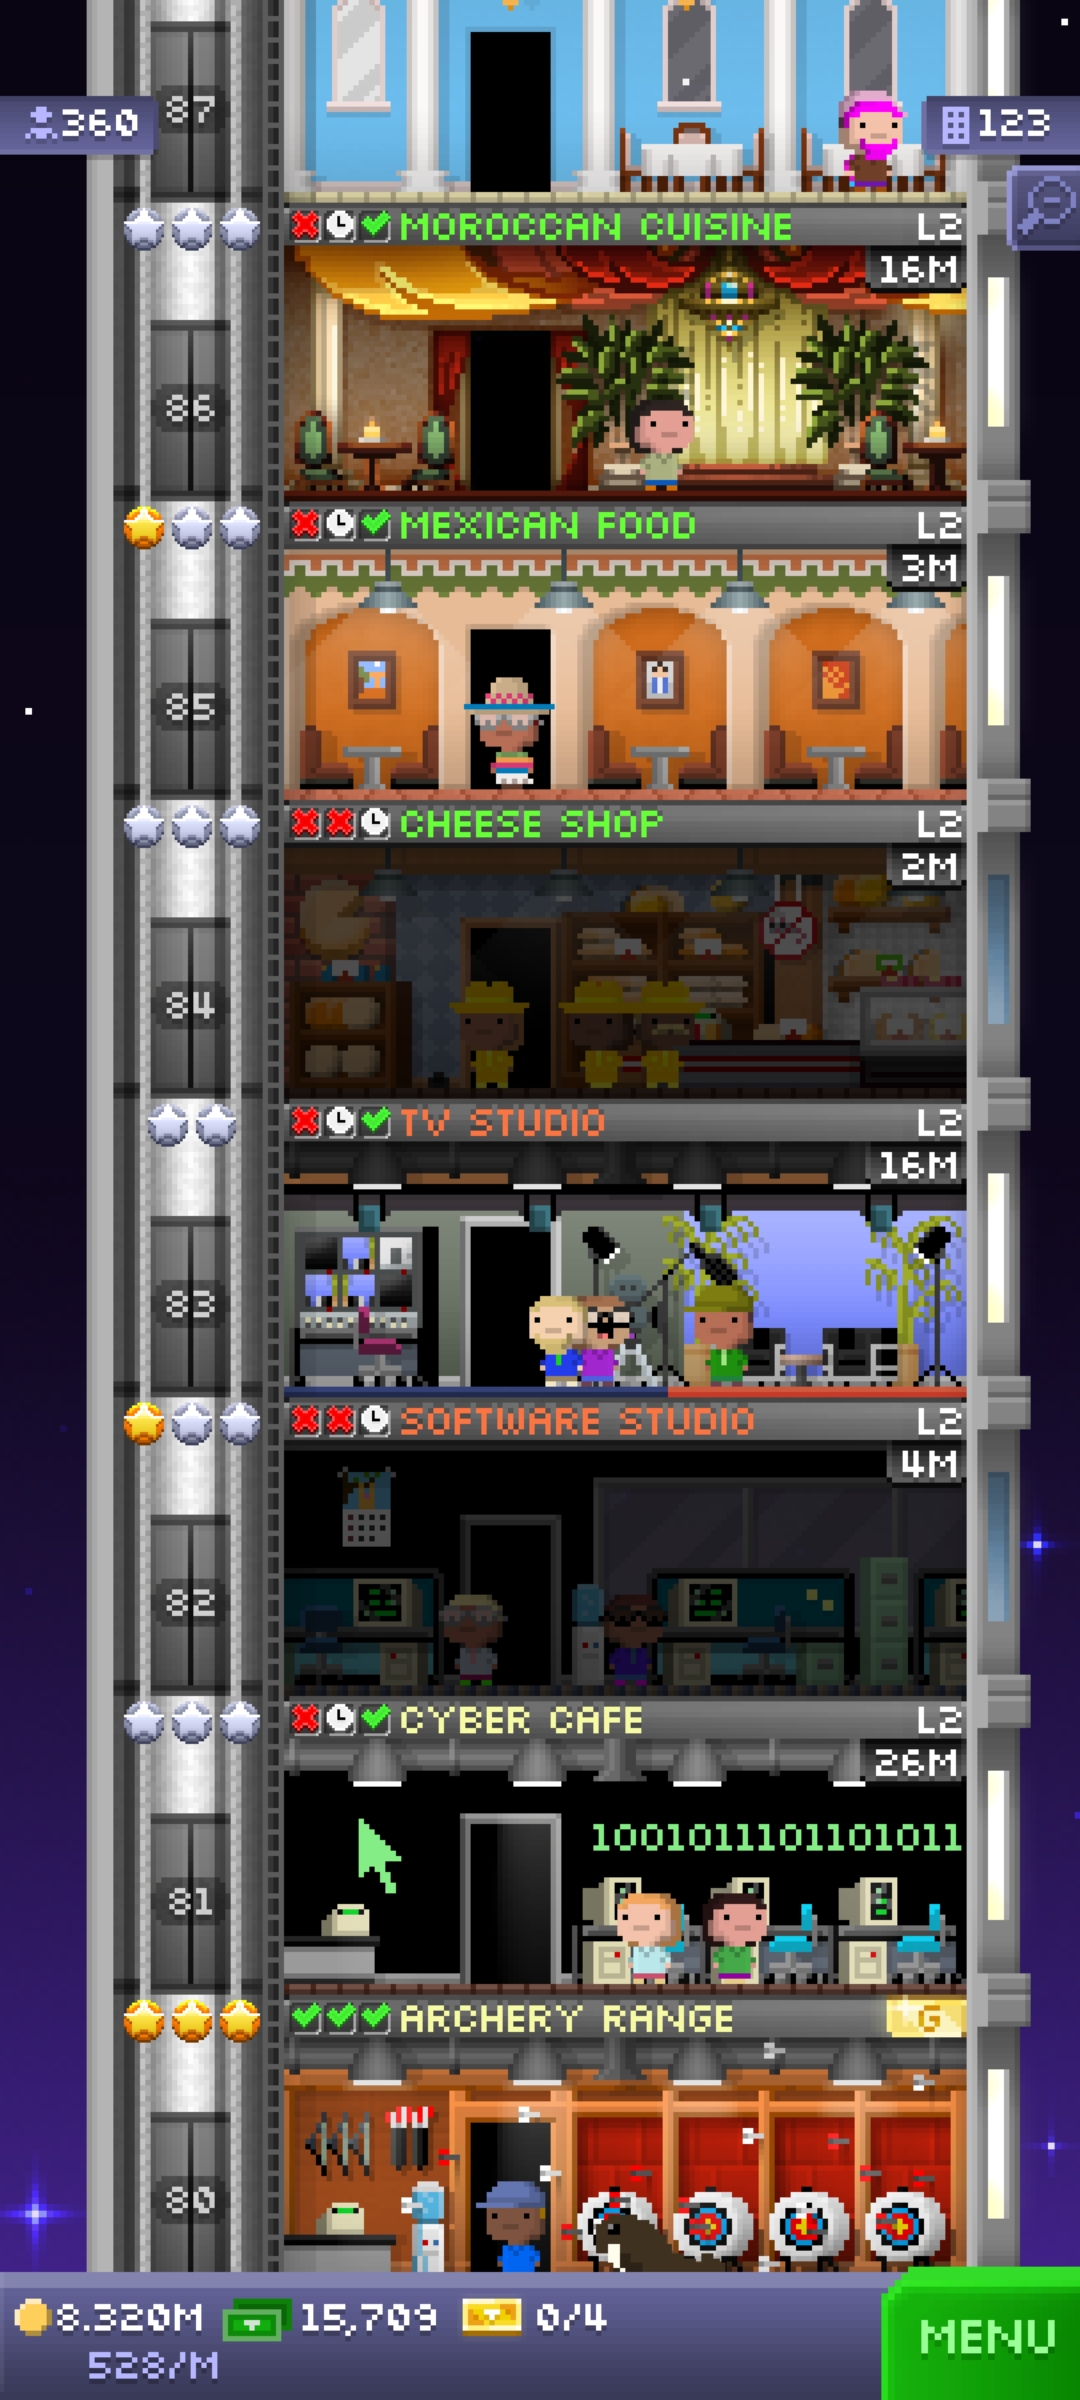 87
360
123
MOROCCAN CUISINE L2
16M
86
MEXICAN FOOD L2
3M
85
CHEESE SHOP L2
2M
84
TV STUDIO L2
16M
83
SOFTWARE STUDIO L2
4M
82
CYBER CAFE L2
26M
1001011101101011
81
ARCHERY RANGE G
80
8.320M 15,709 0/4
528/M
MENU